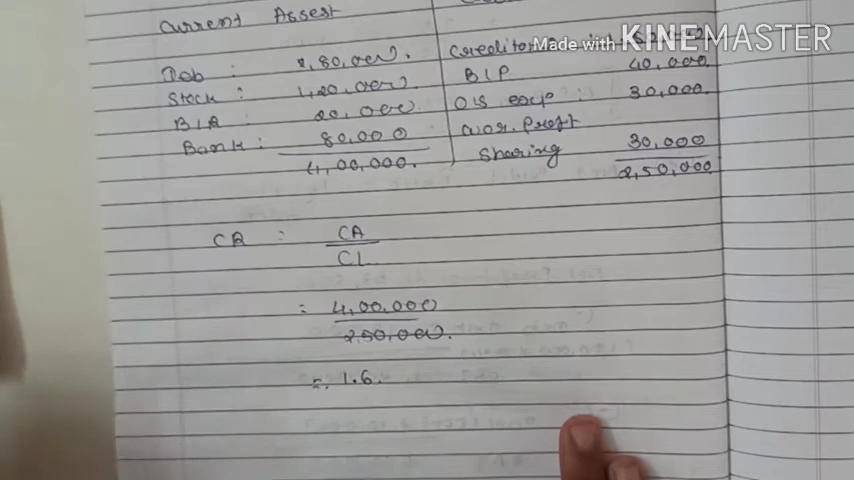 Current Assest
Deb : 1,80,000.
Stock : 1,20,000.
B/R : 20,000
Bank : 80,000
4,00,000.
Creditors
B/P 40,000
O/S exp : 30,000.
wor. Profit
Sharing 30,000
2,50,000
CR : CA
CL
= 4,00,000
2,50,000.
= 1.6.
Made with KINEMASTER